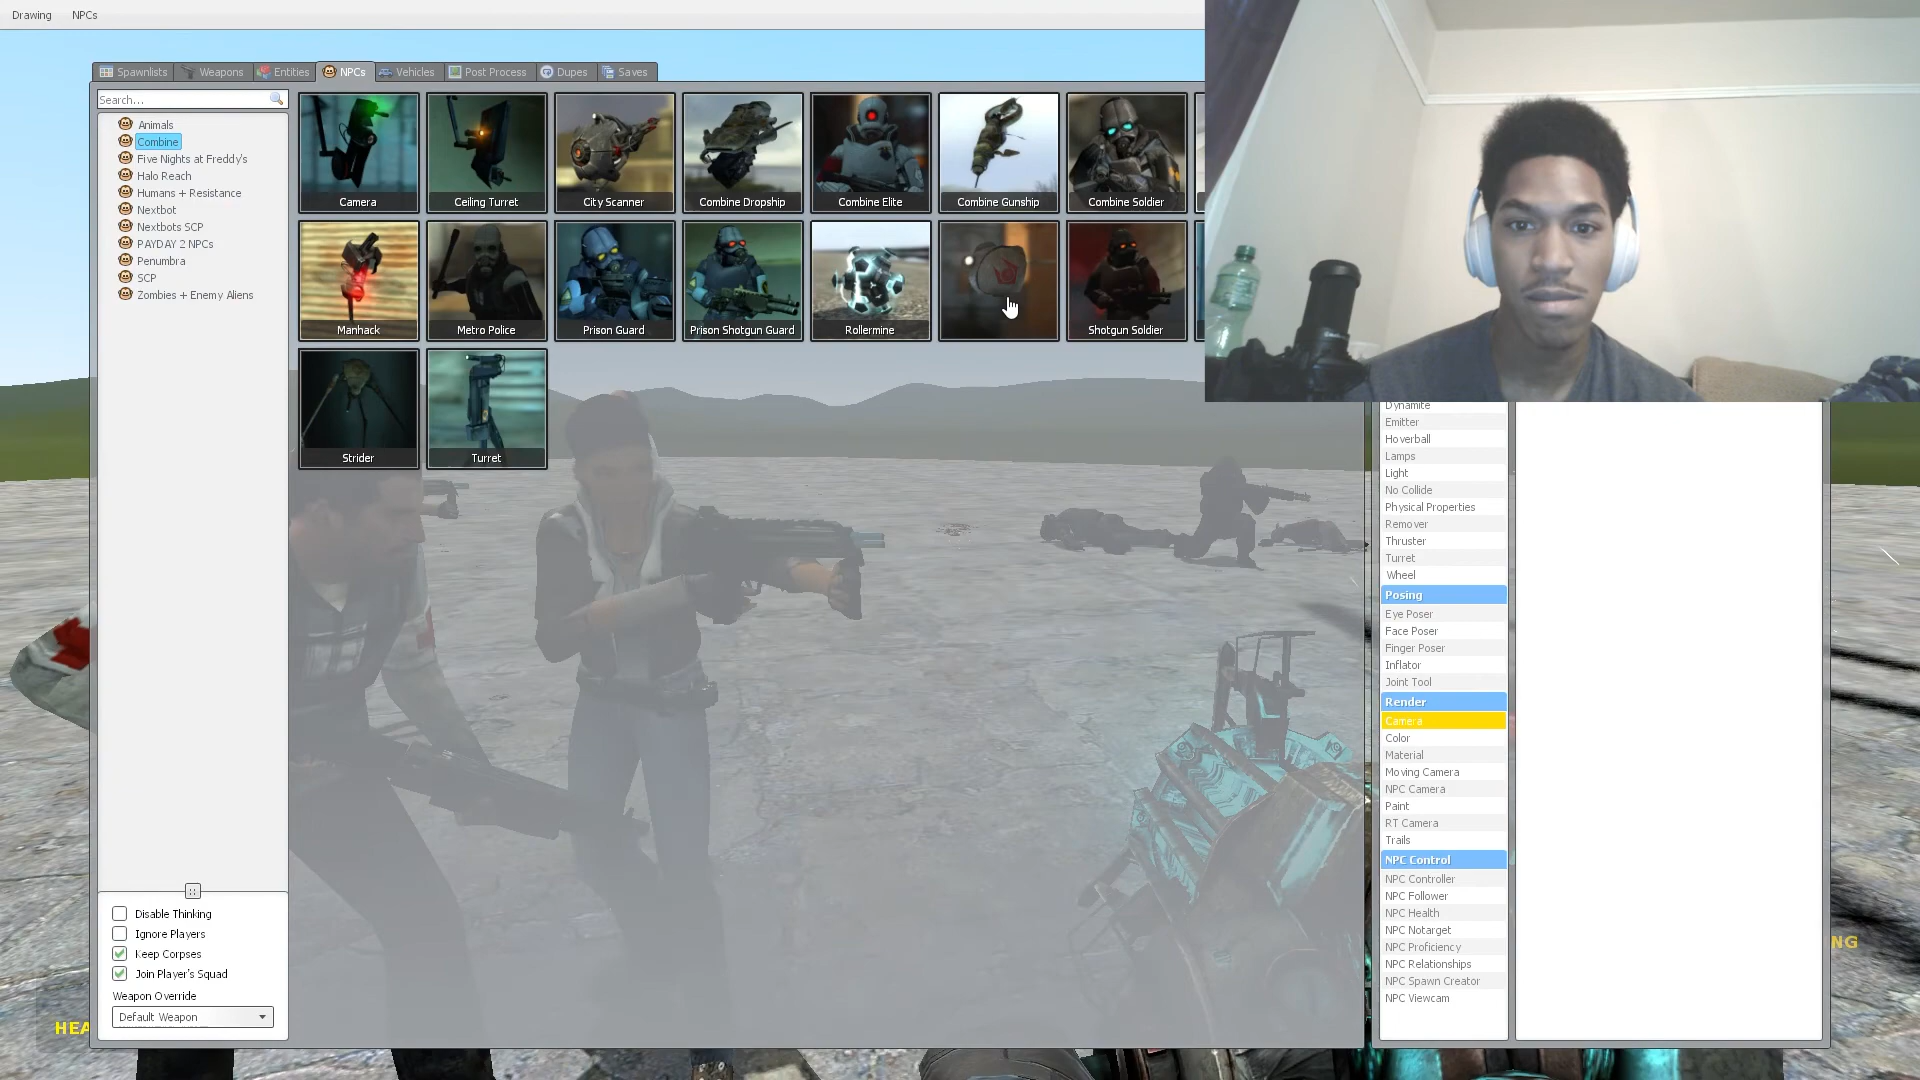 Drawing NPCs
Spawnlists Weapons Entities NPCs Vehicles Post Process Dupes Saves
Search...
Animals
Combine
Five Nights at Freddy's
Halo Reach
Humans + Resistance
Nextbot
Nextbots SCP
PAYDAY 2 NPCs
Penumbra
SCP
Zombies + Enemy Aliens
Camera Ceiling Turret City Scanner Combine Dropship Combine Elite Combine Gunship Combine Soldier
Manhack Metro Police Prison Guard Prison Shotgun Guard Rollermine Shotgun Soldier
Strider Turret
Disable Thinking
Ignore Players
Keep Corpses
Join Player's Squad
Weapon Override
Default Weapon
HEA
Dynamite
Emitter
Hoverball
Lamps
Light
No Collide
Physical Properties
Remover
Thruster
Turret
Wheel
Posing
Eye Poser
Face Poser
Finger Poser
Inflator
Joint Tool
Render
Camera
Color
Material
Moving Camera
NPC Camera
Paint
RT Camera
Trails
NPC Control
NPC Controller
NPC Follower
NPC Health
NPC Notarget
NPC Proficiency
NPC Relationships
NPC Spawn Creator
NPC Viewcam
NG